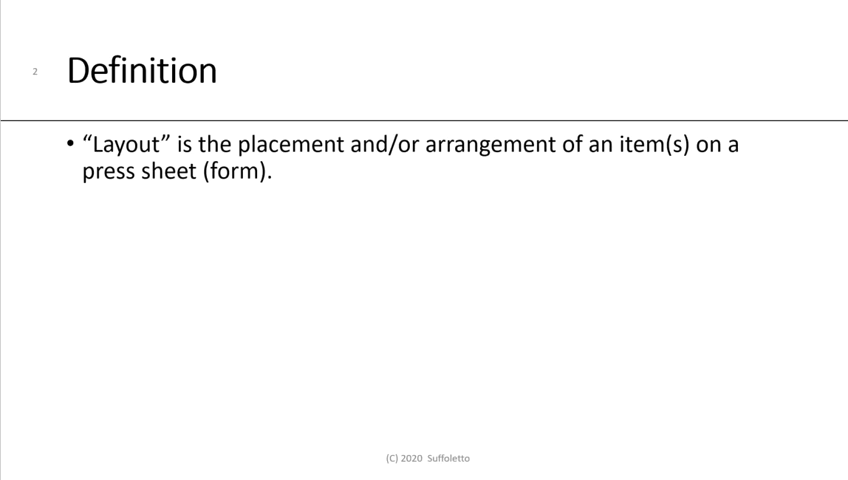 2
Definition
• “Layout” is the placement and/or arrangement of an item(s) on a
press sheet (form).
(C) 2020 Suffoletto